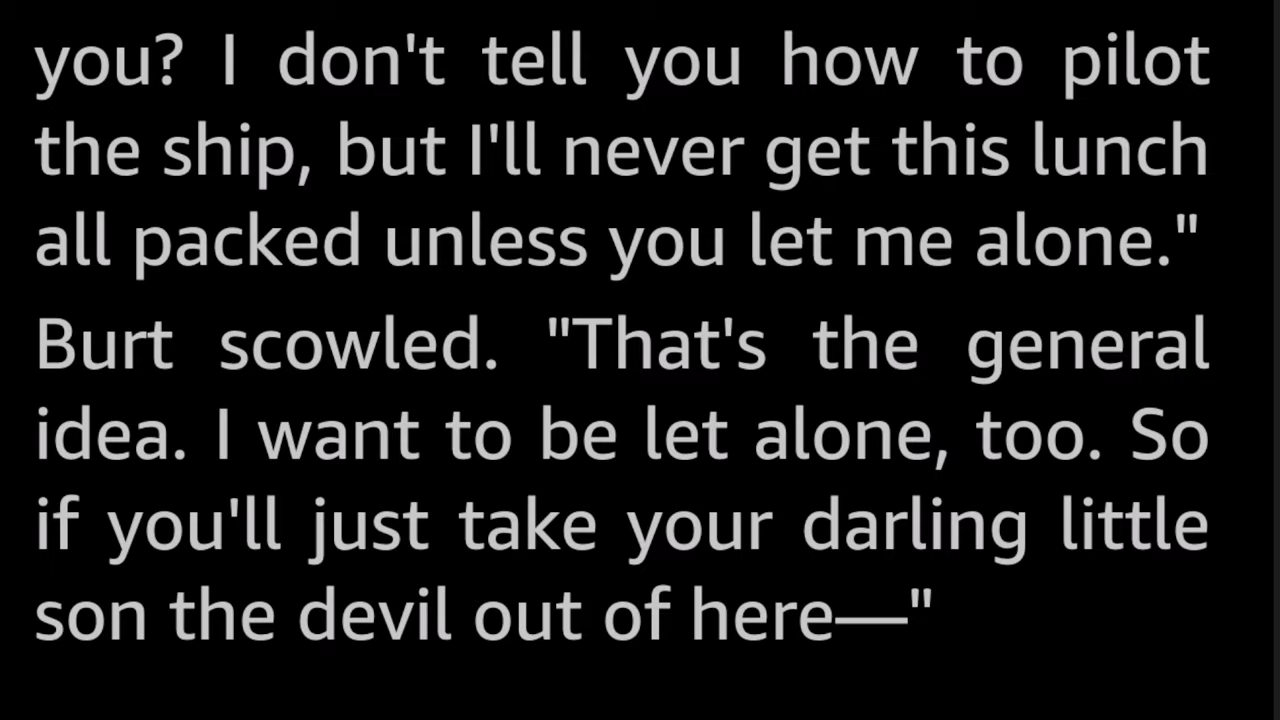 you? I don't tell you how to pilot
the ship, but I'll never get this lunch
all packed unless you let me alone."
Burt scowled. "That's the general
idea. I want to be let alone, too. So
if you'll just take your darling little
son the devil out of here—"